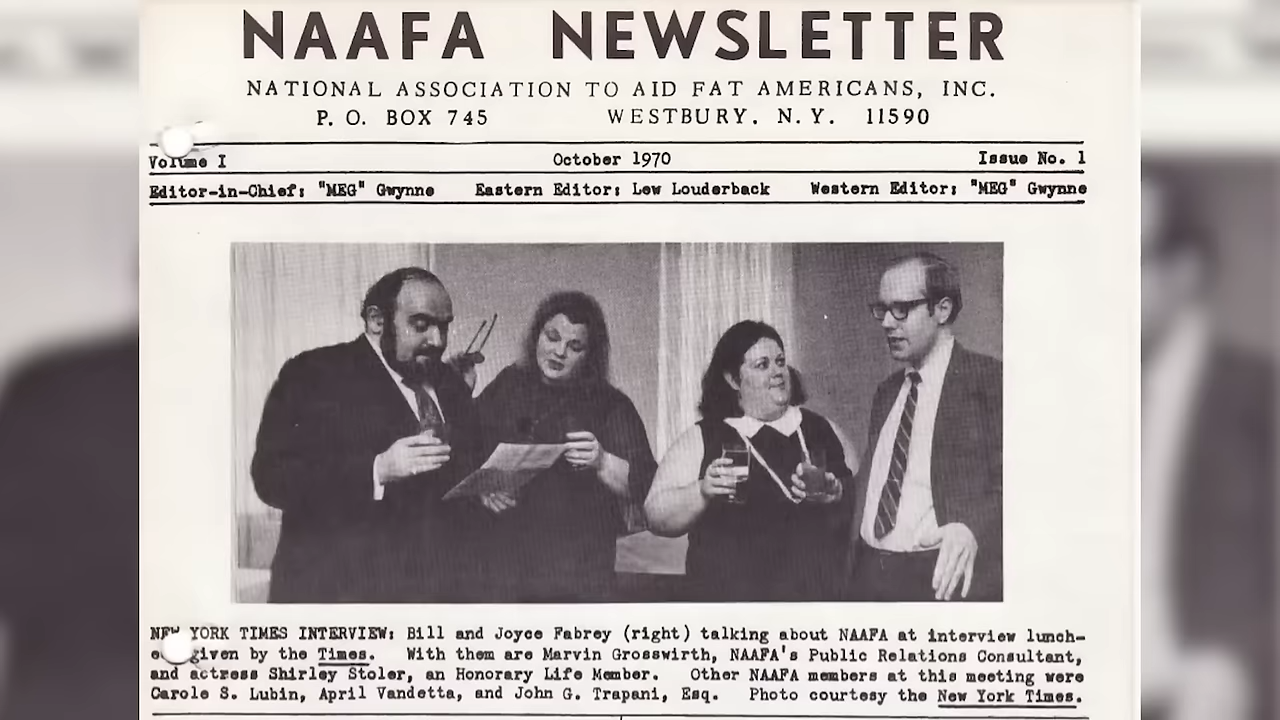 NAAFA NEWSLETTER
NATIONAL ASSOCIATION TO AID FAT AMERICANS, INC.
P. O. BOX 745 WESTBURY, N. Y. 11590
Volume I October 1970 Issue No. 1
Editor-in-Chief: "MEG" Gwynne Eastern Editor: Lew Louderback Western Editor: "MEG" Gwynne
NEW YORK TIMES INTERVIEW: Bill and Joyce Fabrey (right) talking about NAAFA at interview lunch-
given by the Times. With them are Marvin Grosswirth, NAAFA's Public Relations Consultant,
and actress Shirley Stoler, an Honorary Life Member. Other NAAFA members at this meeting were
Carole S. Lubin, April Vandetta, and John G. Trapani, Esq. Photo courtesy the New York Times.